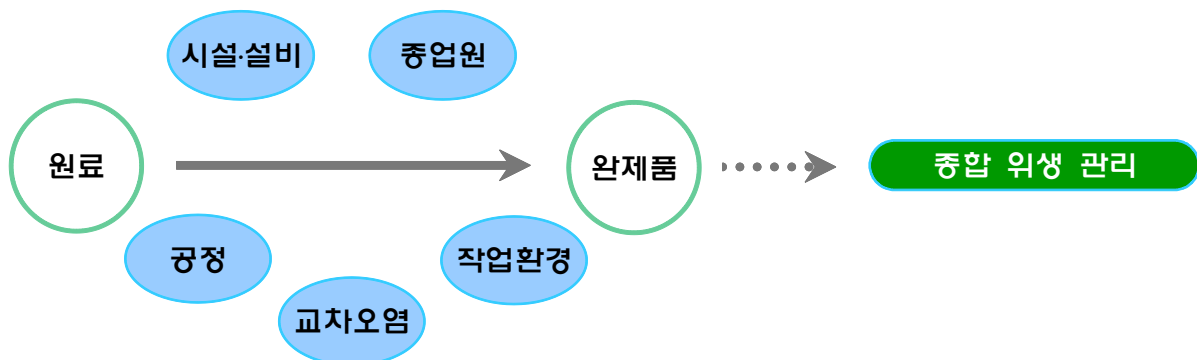 시설·설비
종업원
원료
완제품
종합 위생 관리
공정
작업환경
교차오염